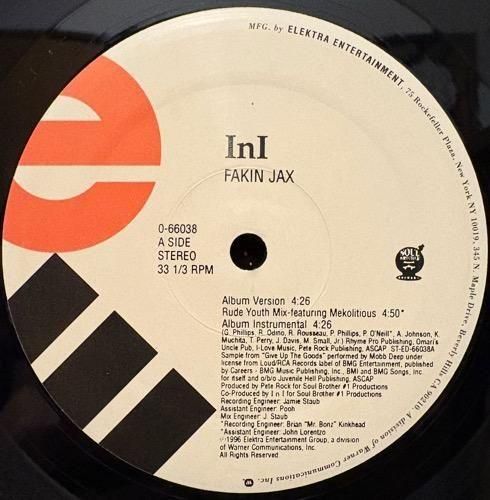 MFG. by ELEKTRA ENTERTAINMENT, 75 Rockefeller Plaza, New York NY 10019, 345 N. Maple Drive, Beverly Hills CA 90210. A division of Warner Communications Inc.
e
InI
FAKIN JAX
0-66038
A SIDE
STEREO
33 1/3 RPM
SOUL BROTHER
Album Version 4:26
Rude Youth Mix-featuring Mekolitious 4:50*
Album Instrumental 4:26
(G. Phillips, R. Odino, R. Rousseau, P. Phillips, P. O'Neill*, A. Johnson, K.
Muchita, T. Perry, J. Davis, M. Small, Jr.) Rhyme Pro Publishing, Omari's
Uncle Pub, I-Love Music, Pete Rock Publishing, ASCAP ST-ED-66038A
Sample from "Give Up The Goods" performed by Mobb Deep under
license from Loud/RCA Records label of BMG Entertainment, published
by Careers - BMG Music Publishing, Inc., BMI and BMG Songs, Inc
for itself and o/b/o Juvenile Hell Publishing, ASCAP
Produced by Pete Rock for Soul Brother #1 Productions
Co-Produced by I n I for Soul Brother #1 Productions
Recording Engineer: Jamie Staub
Assistant Engineer: Pooh
Mix Engineer: J. Staub
*Recording Engineer: Brian "Mr. Bonz" Kinkhead
*Assistant Engineer: John Lorentzo
℗1996 Elektra Entertainment Group, a division
of Warner Communications, Inc.
All Rights Reserved. Printed in U.S.A.